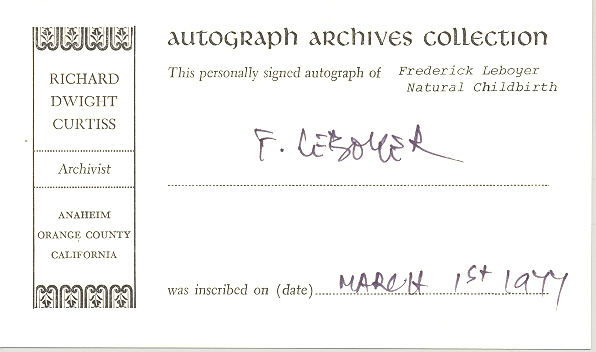 RICHARD
DWIGHT
CURTISS
Archivist
ANAHEIM
ORANGE COUNTY
CALIFORNIA
AUTOGRAPH ARCHIVES COLLECTION
This personally signed autograph of Frederick Leboyer
Natural Childbirth
F. LEBOYER
was inscribed on (date) MARCH 1st 1977